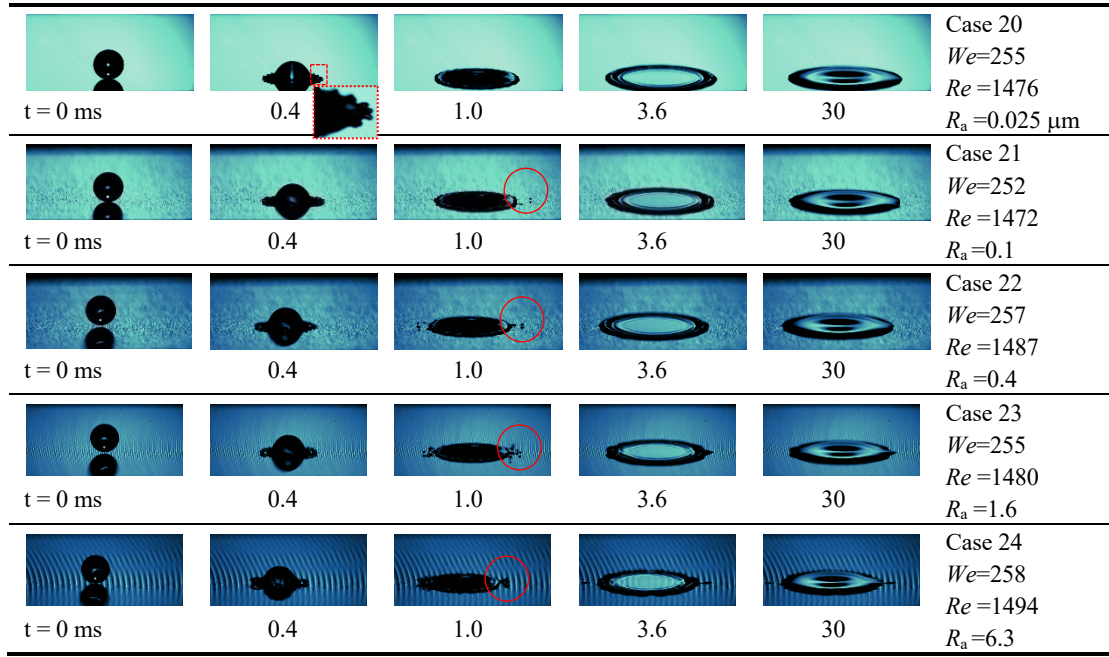 Case 20
We=255
Re=1476
Ra =0.025 μm
t = 0 ms 0.4 1.0 3.6 30
Case 21
We=252
Re=1472
Ra =0.1
t = 0 ms 0.4 1.0 3.6 30
Case 22
We=257
Re=1487
Ra =0.4
t = 0 ms 0.4 1.0 3.6 30
Case 23
We=255
Re =1480
Ra =1.6
t = 0 ms 0.4 1.0 3.6 30
Case 24
We=258
Re=1494
Ra =6.3
t = 0 ms 0.4 1.0 3.6 30